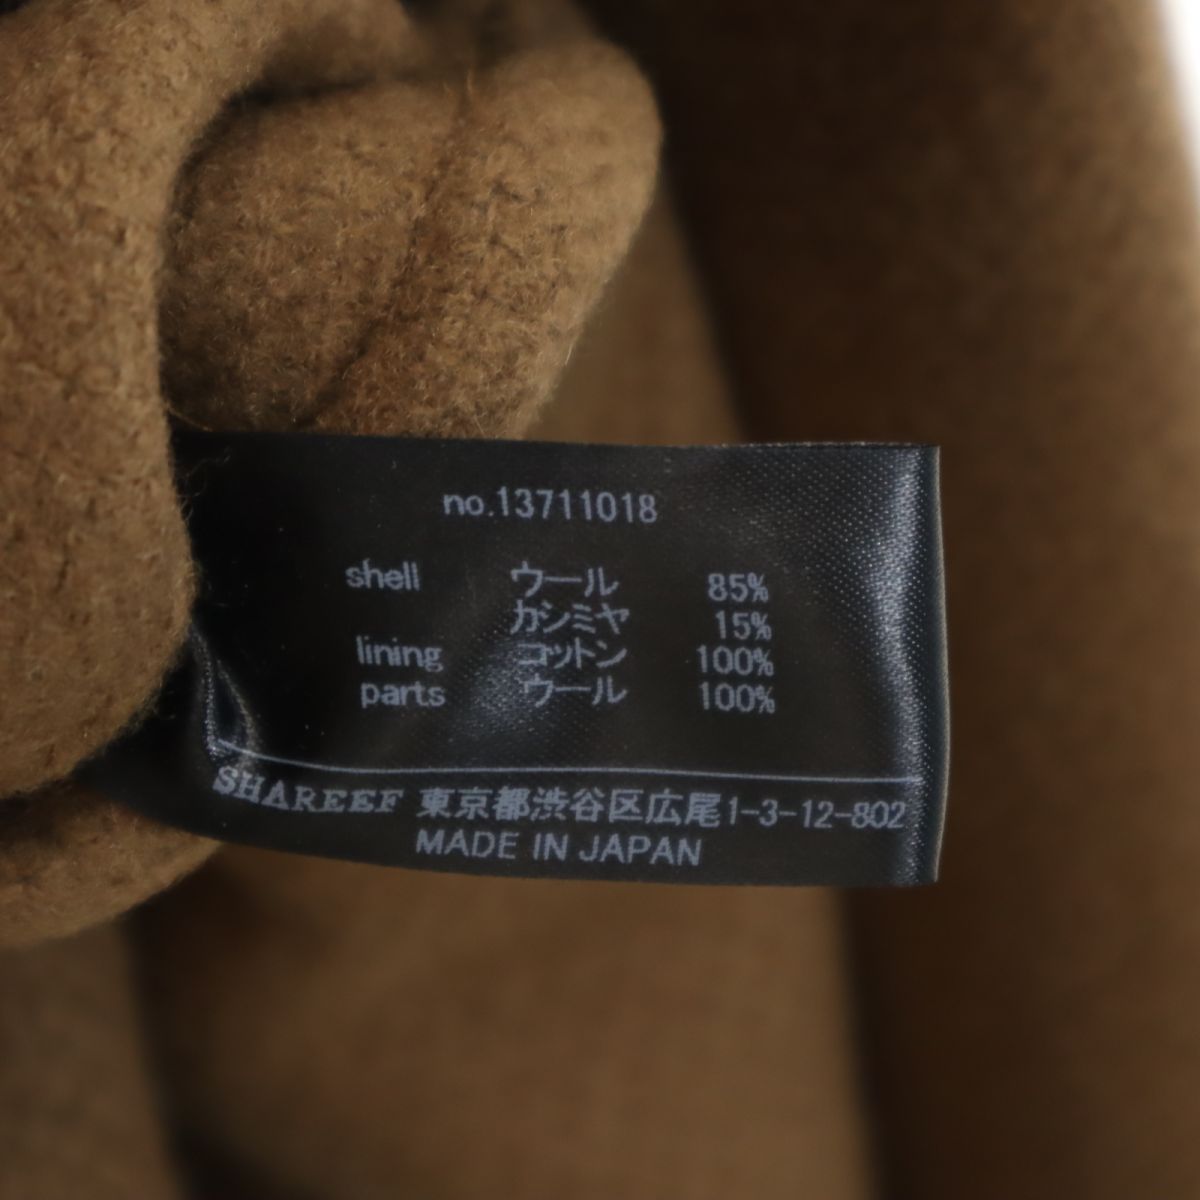 no.13711018
shell ウール 85%
カシミヤ 15%
lining コットン 100%
parts ウール 100%
SHAREEF 東京都渋谷区広尾1-3-12-802
MADE IN JAPAN